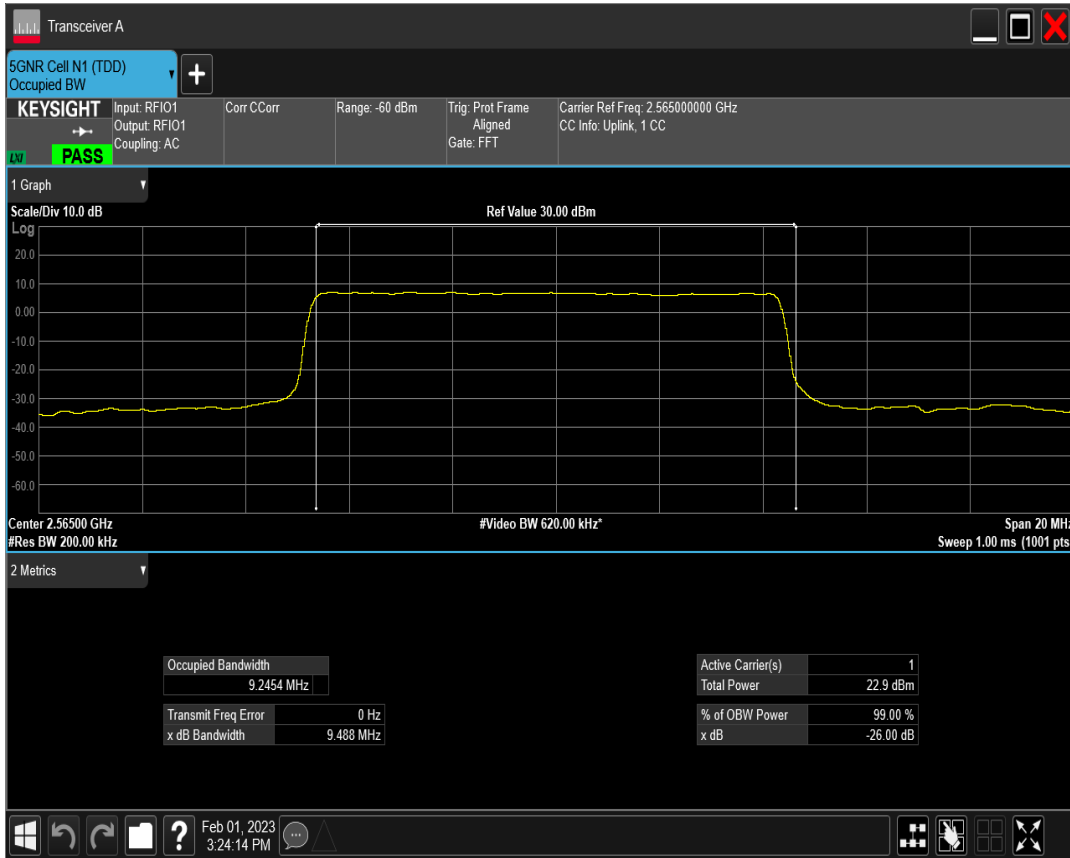 Transceiver A
5GNR Cell N1 (TDD)
Occupied BW
+
KEYSIGHT
LXI
PASS
Input: RFIO1
Output: RFIO1
Coupling: AC
Corr CCorr
Range: -60 dBm
Trig: Prot Frame
Aligned
Gate: FFT
Carrier Ref Freq: 2.565000000 GHz
CC Info: Uplink, 1 CC
1 Graph
Scale/Div 10.0 dB
Ref Value 30.00 dBm
Log
20.0
10.0
0.00
-10.0
-20.0
-30.0
-40.0
-50.0
-60.0
Center 2.56500 GHz
#Video BW 620.00 kHz*
Span 20 MHz
#Res BW 200.00 kHz
Sweep 1.00 ms (1001 pts
2 Metrics
Occupied Bandwidth
9.2454 MHz
Transmit Freq Error 0 Hz
x dB Bandwidth 9.488 MHz
Active Carrier(s) 1
Total Power 22.9 dBm
% of OBW Power 99.00 %
x dB -26.00 dB
?
Feb 01, 2023
3:24:14 PM